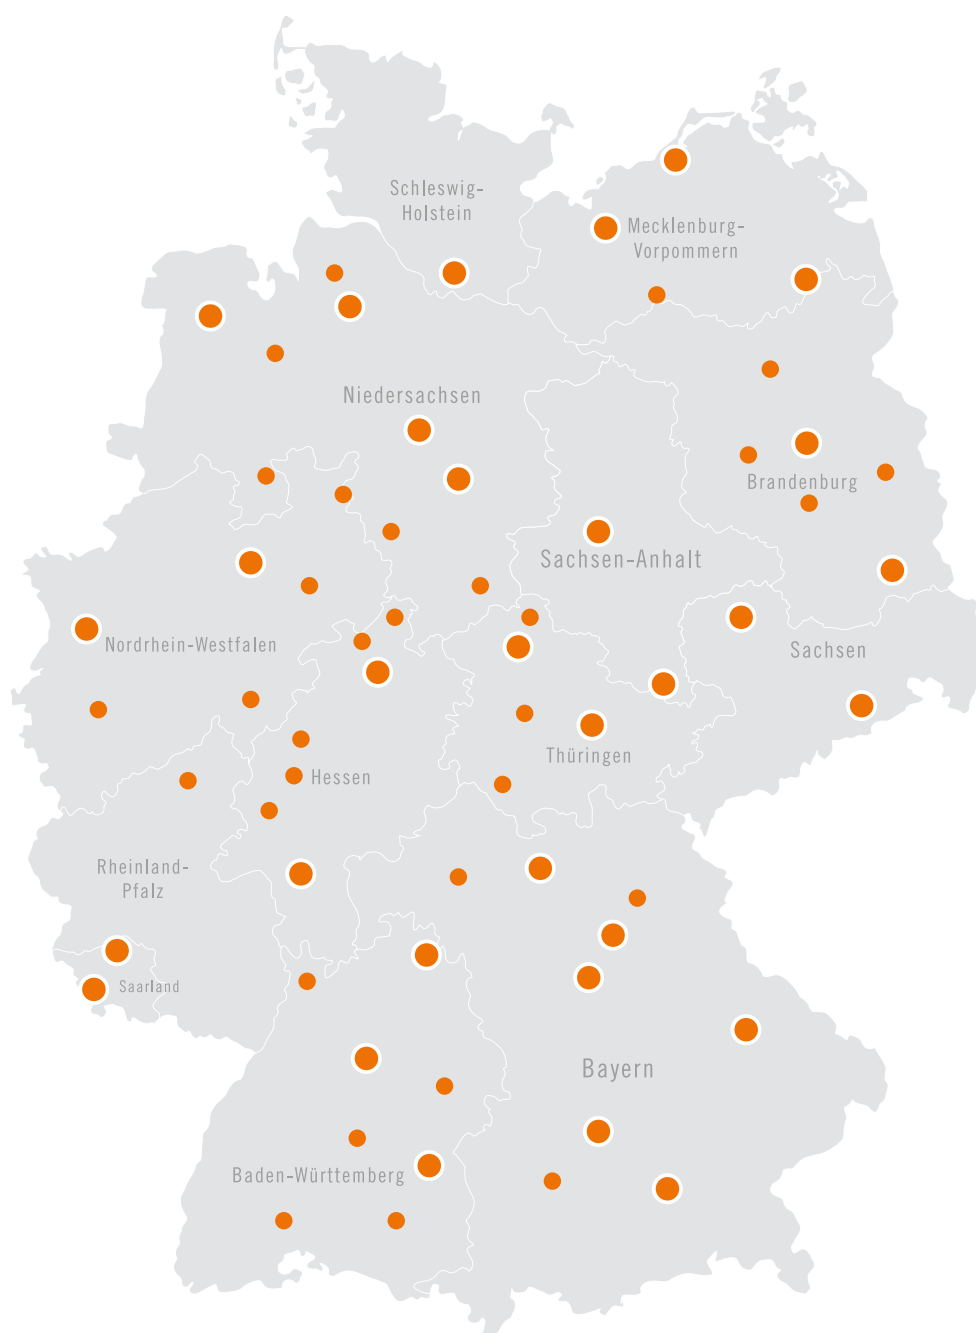 Schleswig-
Holstein
Mecklenburg-
Vorpommern
Niedersachsen
Brandenburg
Sachsen-Anhalt
Nordrhein-Westfalen
Sachsen
Thüringen
Hessen
Rheinland-
Pfalz
Saarland
Bayern
Baden-Württemberg